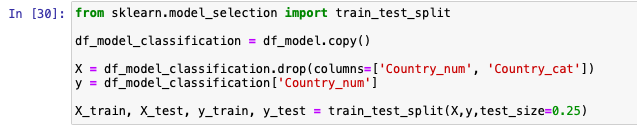 In [30]: from sklearn.model_selection import train_test_split
df_model_classification = df_model.copy()
X = df_model_classification.drop(columns=['Country_num', 'Country_cat'])
y = df_model_classification['Country_num']
X_train, X_test, y_train, y_test = train_test_split(X,y,test_size=0.25)